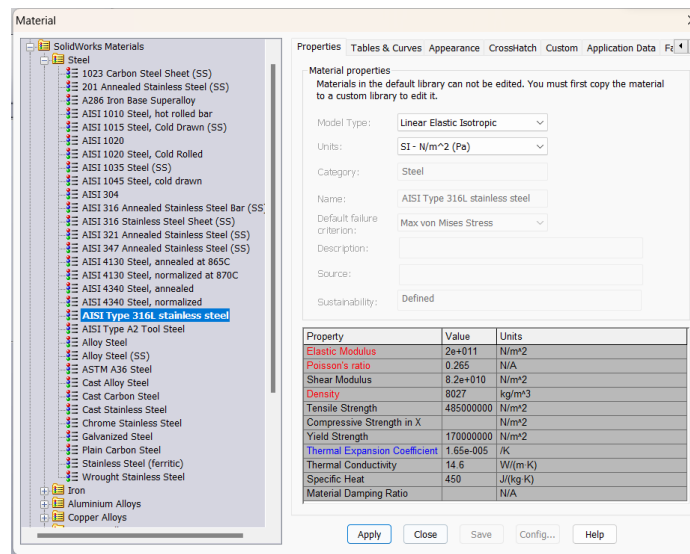 Material
SolidWorks Materials
Steel
1023 Carbon Steel Sheet (SS)
201 Annealed Stainless Steel (SS)
A286 Iron Base Superalloy
AISI 1010 Steel, hot rolled bar
AISI 1015 Steel, Cold Drawn (SS)
AISI 1020
AISI 1020 Steel, Cold Rolled
AISI 1035 Steel (SS)
AISI 1045 Steel, cold drawn
AISI 304
AISI 316 Annealed Stainless Steel Bar (SS
AISI 316 Stainless Steel Sheet (SS)
AISI 321 Annealed Stainless Steel (SS)
AISI 347 Annealed Stainless Steel (SS)
AISI 4130 Steel, annealed at 865C
AISI 4130 Steel, normalized at 870C
AISI 4340 Steel, annealed
AISI 4340 Steel, normalized
AISI Type 316L stainless steel
AISI Type A2 Tool Steel
Alloy Steel
Alloy Steel (SS)
ASTM A36 Steel
Cast Alloy Steel
Cast Carbon Steel
Cast Stainless Steel
Chrome Stainless Steel
Galvanized Steel
Plain Carbon Steel
Stainless Steel (ferritic)
Wrought Stainless Steel
Iron
Aluminium Alloys
Copper Alloys
Properties Tables & Curves Appearance CrossHatch Custom Application Data Fa
Material properties
Materials in the default library can not be edited. You must first copy the material
to a custom library to edit it.
Model Type: Linear Elastic Isotropic
Units: SI - N/m^2 (Pa)
Category: Steel
Name: AISI Type 316L stainless steel
Default failure
criterion: Max von Mises Stress
Description:
Source:
Sustainability: Defined
Property Value Units
Elastic Modulus 2e+011 N/m^2
Poisson's ratio 0.265 N/A
Shear Modulus 8.2e+010 N/m^2
Density 8027 kg/m^3
Tensile Strength 485000000 N/m^2
Compressive Strength in X N/m^2
Yield Strength 170000000 N/m^2
Thermal Expansion Coefficient 1.65e-005 /K
Thermal Conductivity 14.6 W/(m·K)
Specific Heat 450 J/(kg·K)
Material Damping Ratio N/A
Apply Close Save Config... Help